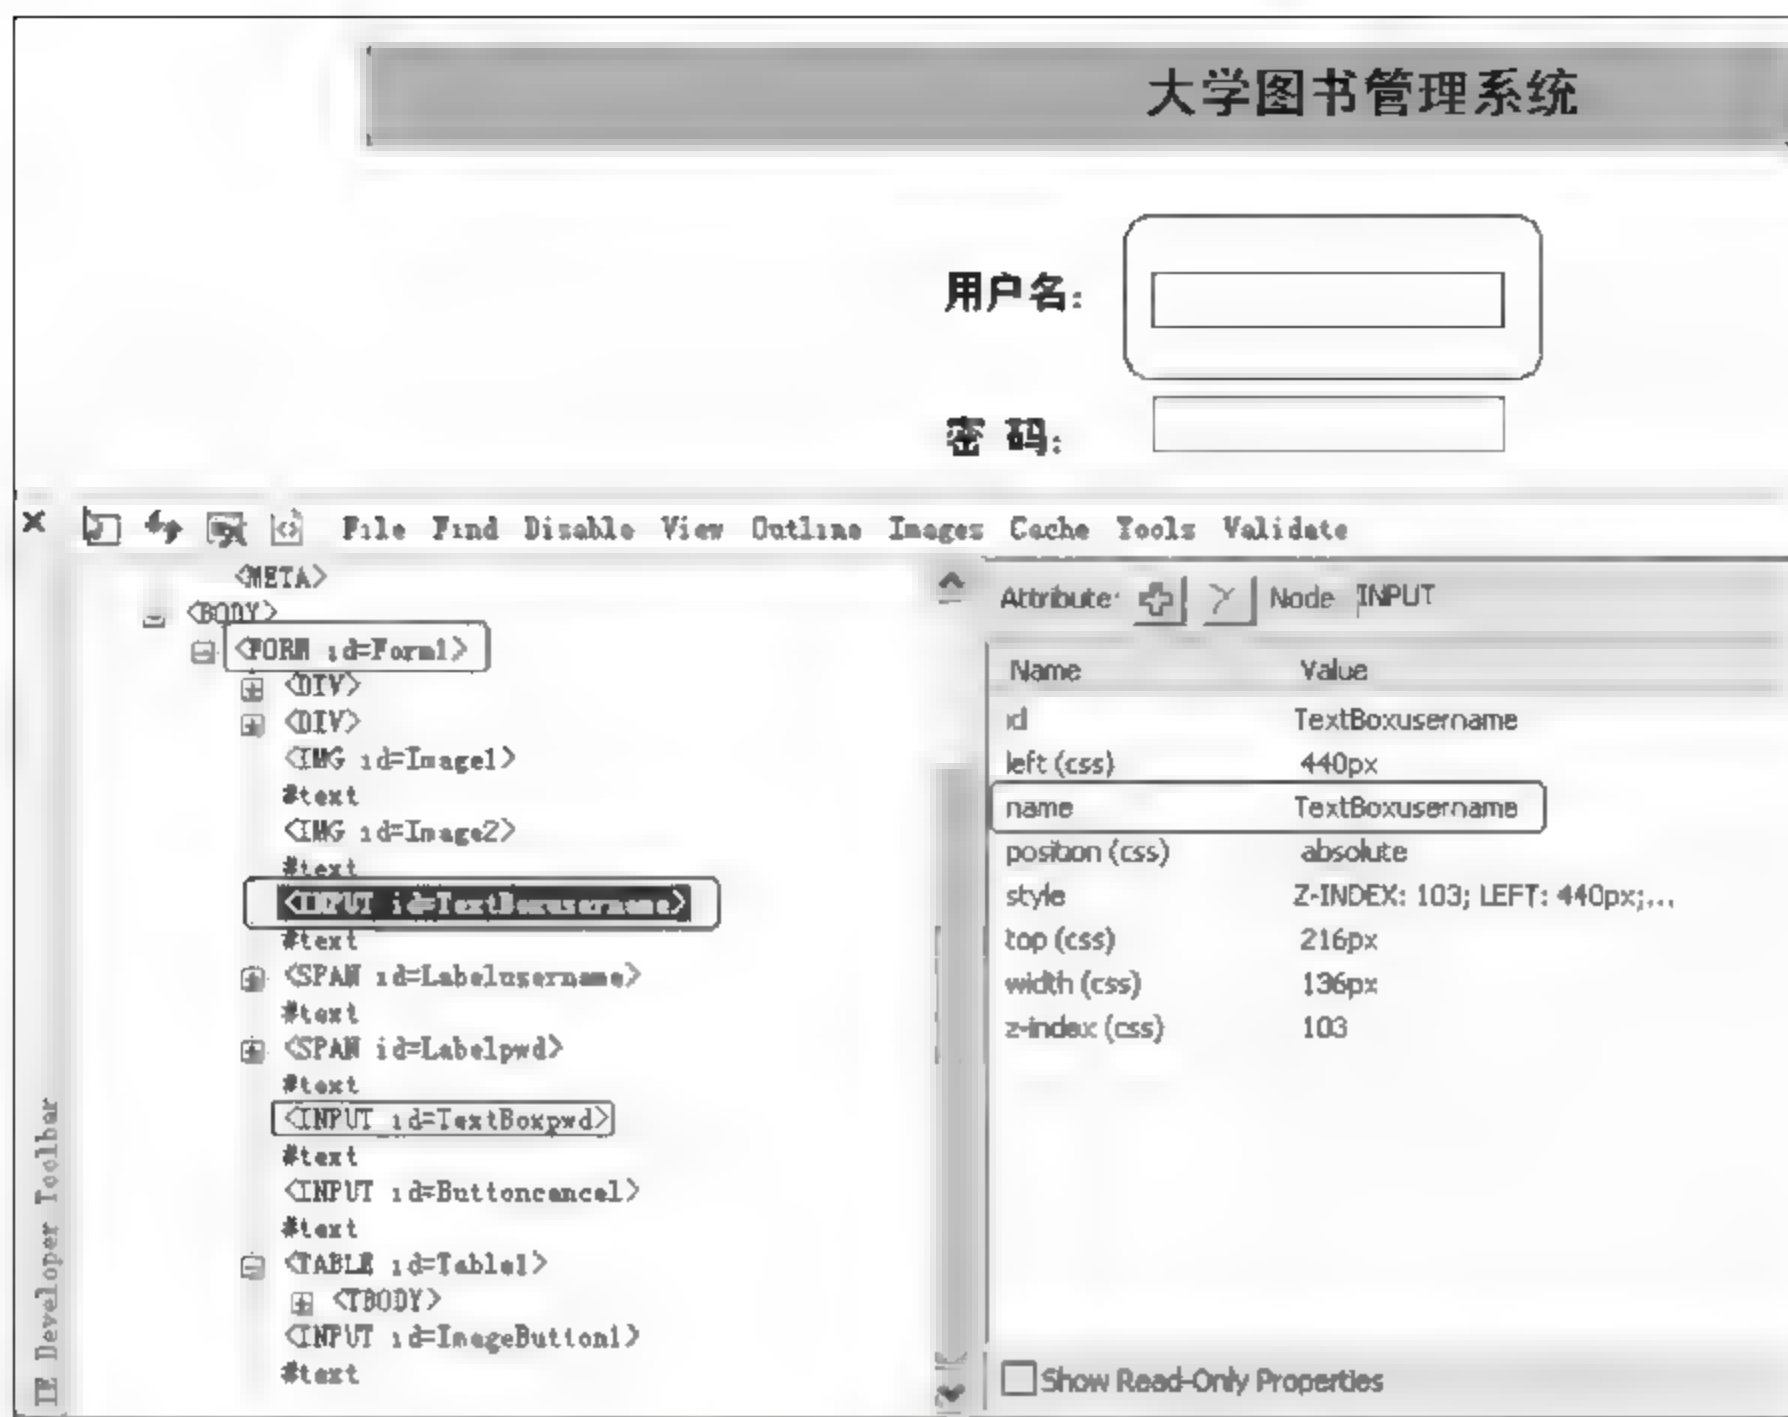 大学图书管理系统
用户名:
密 码:
File Find Disable View Outline Images Cache Tools Validate
<META>
<BODY>
<FORM id=Form1>
<DIV>
<DIV>
<IMG id=Image1>
#text
<IMG id=Image2>
#text
<INPUT id=TextBoxusername>
#text
<SPAN id=Labelusername>
#text
<SPAN id=Labelpwd>
#text
<INPUT id=TextBoxpwd>
#text
<INPUT id=Buttoncancel>
#text
<TABLE id=Table1>
<TBODY>
<INPUT id=ImageButton1>
#text
IE Developer Toolbar
Attribute: Node INPUT
Name Value
id TextBoxusername
left (css) 440px
name TextBoxusername
position (css) absolute
style Z-INDEX: 103; LEFT: 440px;...
top (css) 216px
width (css) 136px
z-index (css) 103
Show Read-Only Properties